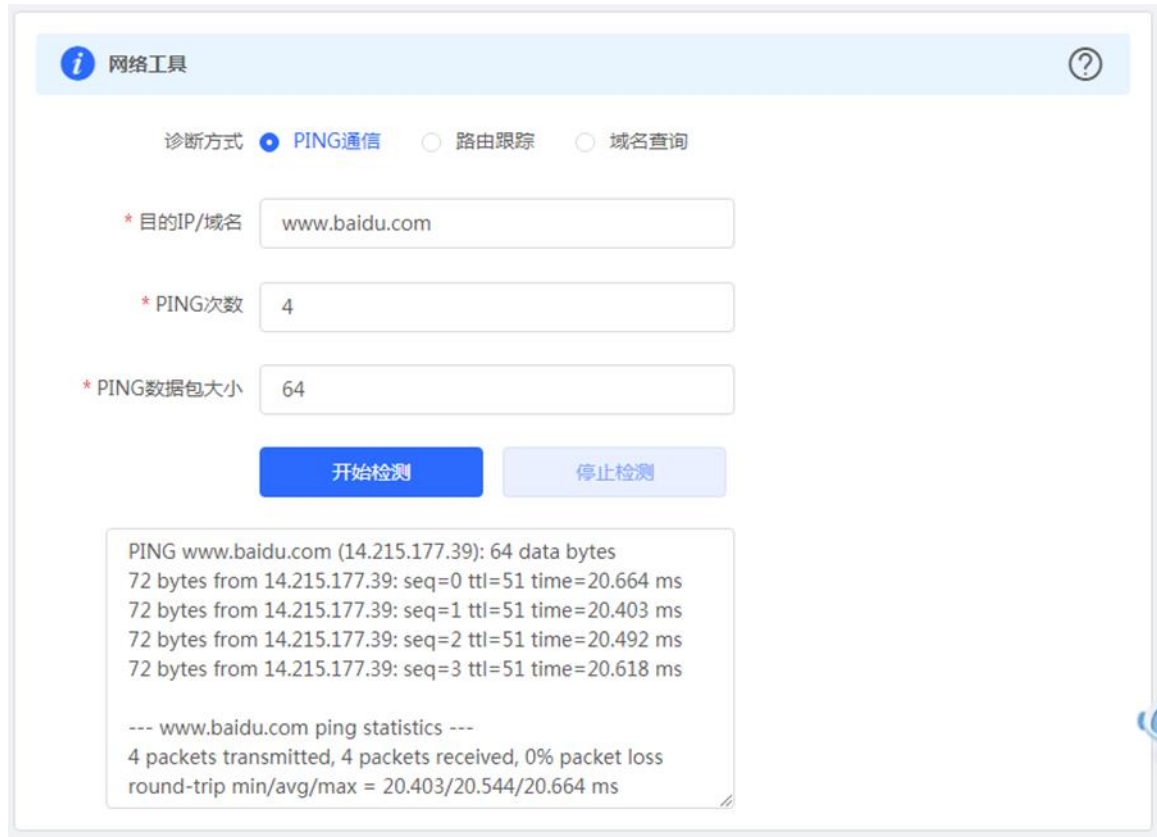 网络工具
诊断方式 PING通信 路由跟踪 域名查询
* 目的IP/域名 www.baidu.com
* PING次数 4
* PING数据包大小 64
开始检测 停止检测
PING www.baidu.com (14.215.177.39): 64 data bytes
72 bytes from 14.215.177.39: seq=0 ttl=51 time=20.664 ms
72 bytes from 14.215.177.39: seq=1 ttl=51 time=20.403 ms
72 bytes from 14.215.177.39: seq=2 ttl=51 time=20.492 ms
72 bytes from 14.215.177.39: seq=3 ttl=51 time=20.618 ms
--- www.baidu.com ping statistics ---
4 packets transmitted, 4 packets received, 0% packet loss
round-trip min/avg/max = 20.403/20.544/20.664 ms